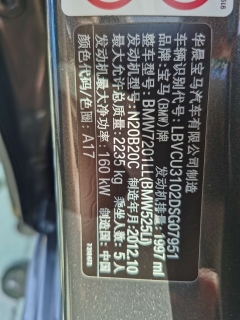 华晨宝马汽车有限公司制造
车辆识别代号：LBVCU3102DSG07951
品牌：宝马(BMW)牌 发动机排量：1997ml
整车型号：BMW7201LL(BMW525Li)
发动机型号：N20B20C 制造年月：2012.10
最大允许总质量：2235 kg 乘坐人数：5人
发动机最大净功率：160 kW 制造国：中国
颜色代码/色圈：A17